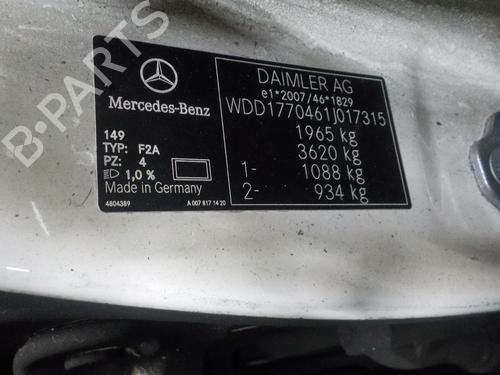 B-PARTS
Mercedes-Benz
149
TYP: F2A
PZ: 4
1,0 %
Made in Germany
4804389
A 007 817 14 20
DAIMLER AG
e1*2007/46*1829
WDD1770461J017315
1965 kg
3620 kg
1- 1088 kg
2- 934 kg